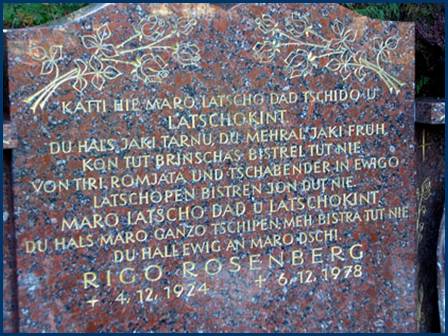 KATTI HIE MARO LATSCHO DAD TSCHIDO U
LATSCHOKINT.
DU HALS JAKI TARNU, DU MEHRAL JAKI FRUH,
KON TUT BRINSCHAS, BISTREL TUT NIE.
VON TIRI, ROMJATA UND TSCHABENDER, IN EWIGO
LATSCHOPEN BISTREN JON DUT NIE.
MARO LATSCHO DAD U LATSCHOKINT,
DU HALS MARO GANZO TSCHIPEN, MEH BISTRA TUT NIE
DU HALL EWIG AN MARO DSCHI.
RIGO ROSENBERG
+ 4.12.1924 + 6.12.1978